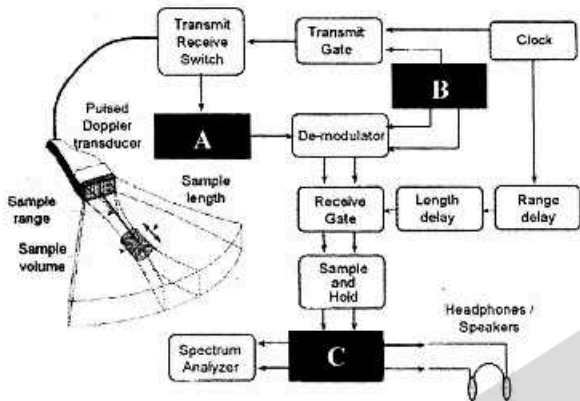 Transmit
Receive
Switch
Transmit
Gate
Clock
B
Pulsed
Doppler
transducer
A
De-modulator
Sample
length
Sample
range
Receive
Gate
Length
delay
Range
delay
Sample
volume
Sample
and
Hold
Headphones /
Speakers
Spectrum
Analyzer
C